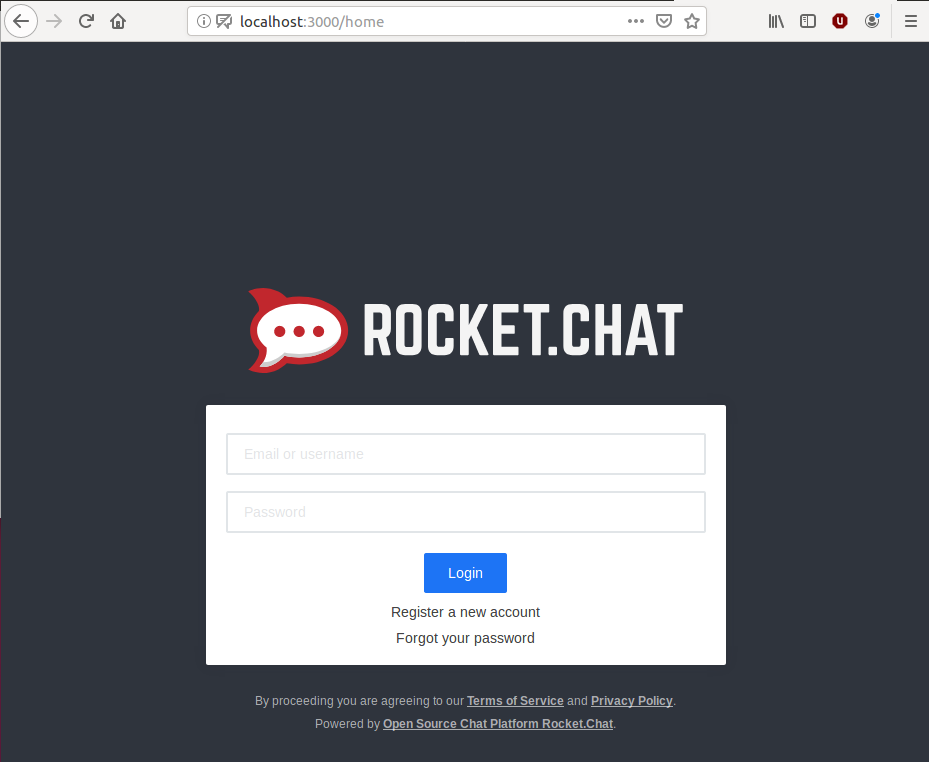 localhost:3000/home
ROCKET.CHAT
Email or username
Password
Login
Register a new account
Forgot your password
By proceeding you are agreeing to our Terms of Service and Privacy Policy.
Powered by Open Source Chat Platform Rocket.Chat.